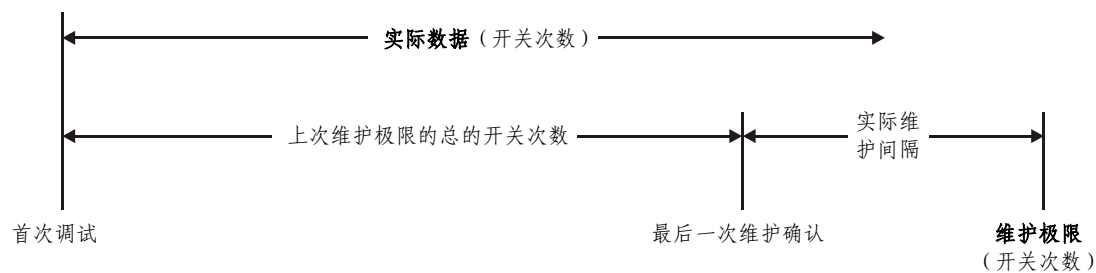 实际数据（开关次数）
上次维护极限的总的开关次数
实际维
护间隔
首次调试
最后一次维护确认
维护极限
（开关次数）